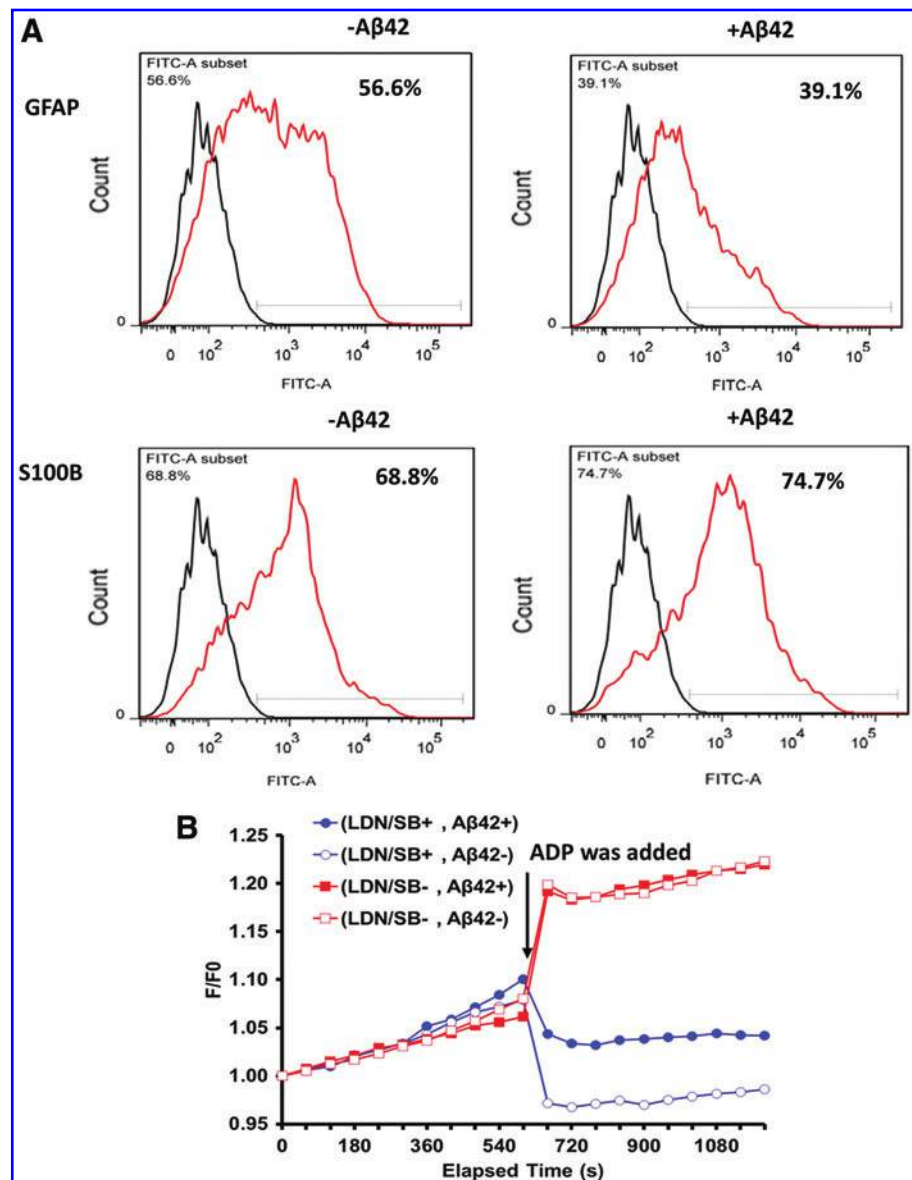 A
-Aβ42
+Aβ42
GFAP
FITC-A subset
56.6%
56.6%
Count
0
0 10² 10³ 10⁴ 10⁵
FITC-A
FITC-A subset
39.1%
39.1%
Count
0
0 10² 10³ 10⁴ 10⁵
FITC-A
-Aβ42
+Aβ42
S100B
FITC-A subset
68.8%
68.8%
Count
0
0 10² 10³ 10⁴ 10⁵
FITC-A
FITC-A subset
74.7%
74.7%
Count
0
0 10² 10³ 10⁴ 10⁵
FITC-A
B
(LDN/SB+ , Aβ42+)
(LDN/SB+ , Aβ42-)
(LDN/SB- , Aβ42+)
(LDN/SB- , Aβ42-)
ADP was added
F/F0
1.25
1.20
1.15
1.10
1.05
1.00
0.95
0 180 360 540 720 900 1080
Elapsed Time (s)